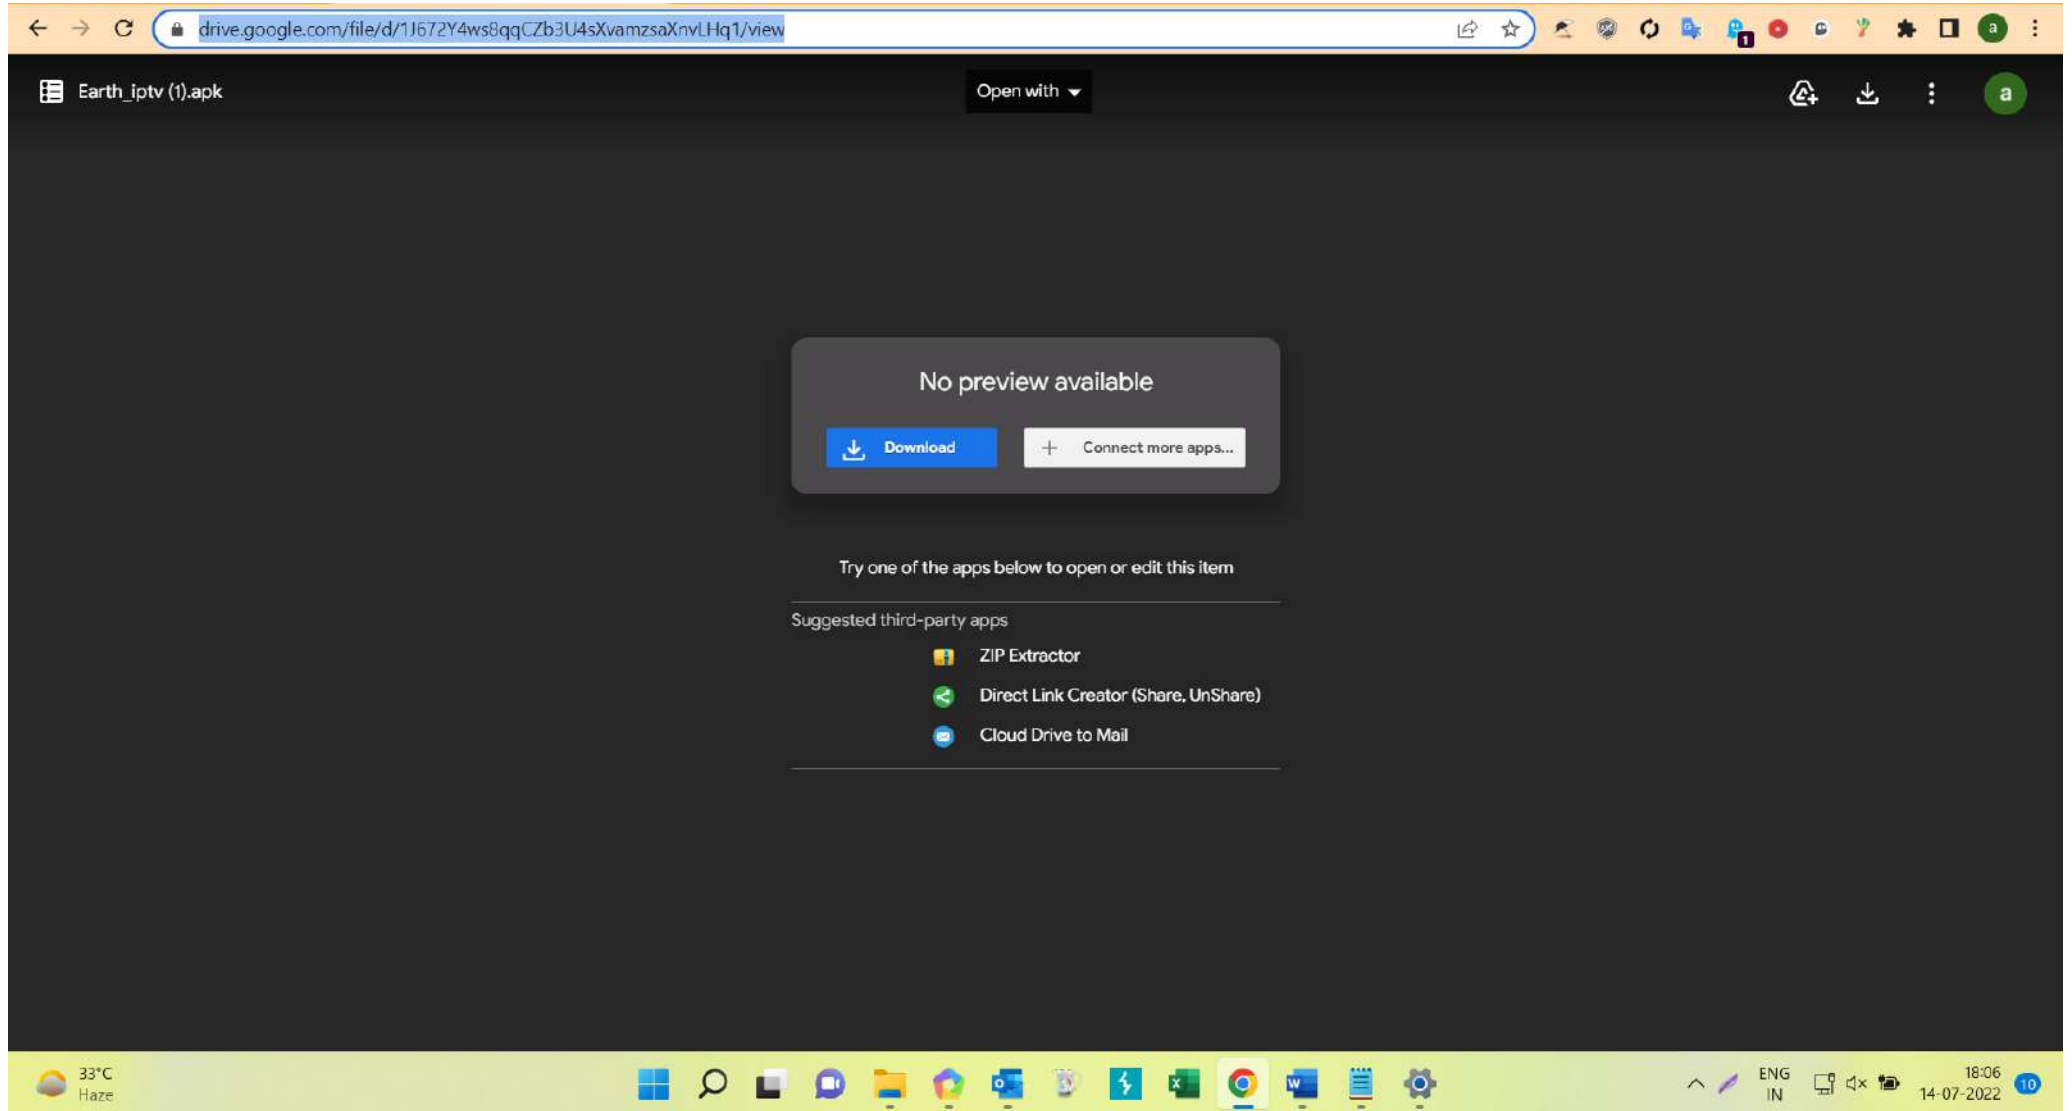 drive.google.com/file/d/1J672Y4ws8qqCZb3U4sXvamzsaXnvLHq1/view
a
1
Earth_iptv (1).apk
Open with
a
No preview available
Download
Connect more apps...
Try one of the apps below to open or edit this item
Suggested third-party apps
ZIP Extractor
Direct Link Creator (Share, UnShare)
Cloud Drive to Mail
33°C
Haze
ENG
IN
18:06
14-07-2022
10